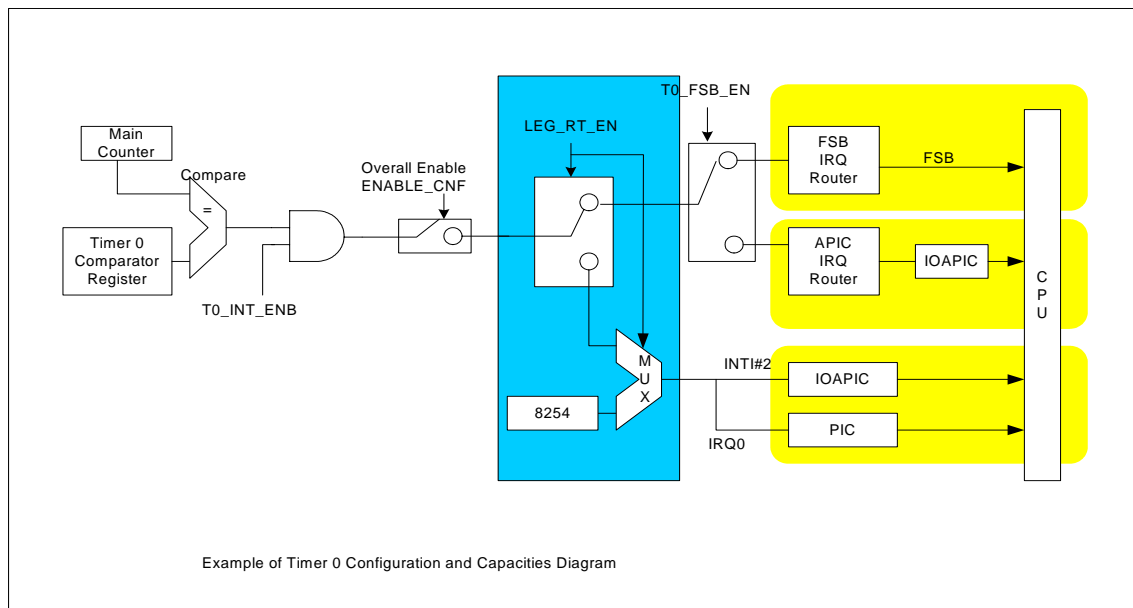 Main
Counter
Compare
=
Timer 0
Comparator
Register
T0_INT_ENB
Overall Enable
ENABLE_CNF
LEG_RT_EN
8254
M
U
X
T0_FSB_EN
FSB
IRQ
Router
FSB
APIC
IRQ
Router
IOAPIC
INTI#2
IOAPIC
IRQ0
PIC
C
P
U
Example of Timer 0 Configuration and Capacities Diagram